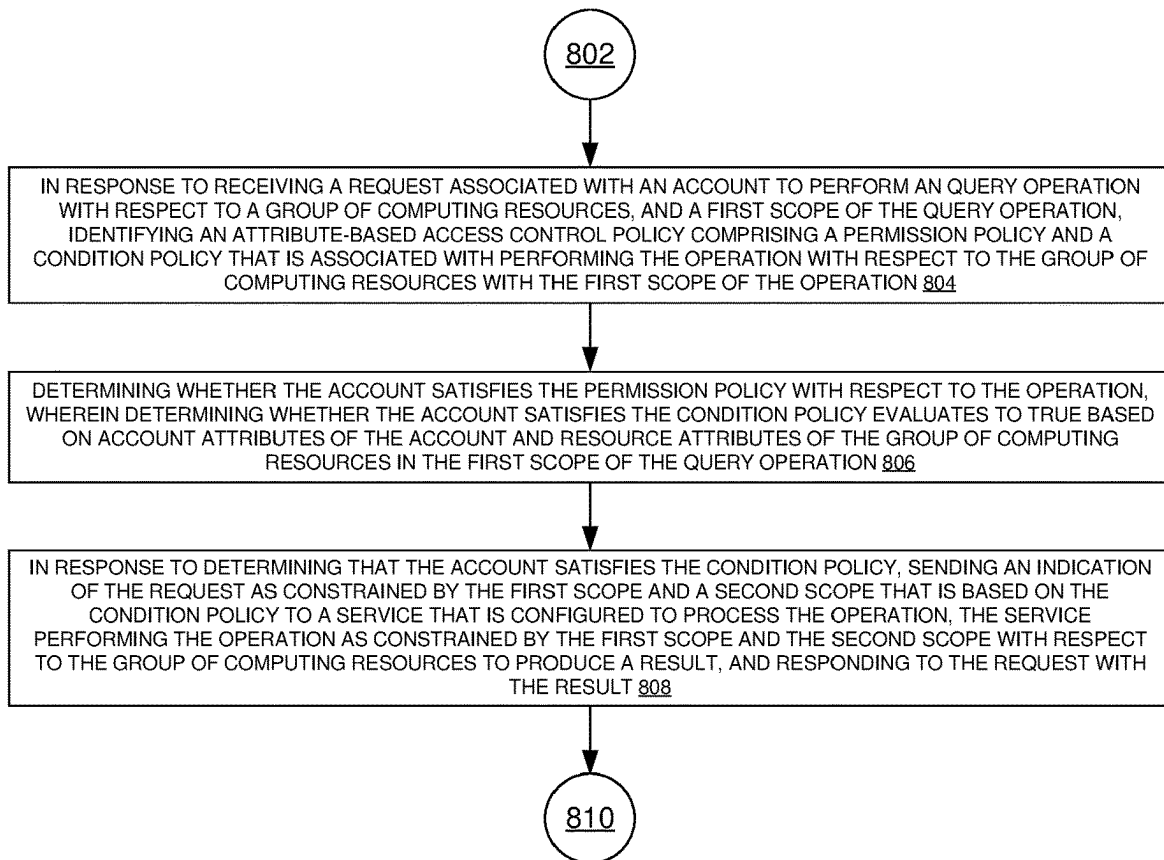 802
IN RESPONSE TO RECEIVING A REQUEST ASSOCIATED WITH AN ACCOUNT TO PERFORM AN QUERY OPERATION
WITH RESPECT TO A GROUP OF COMPUTING RESOURCES, AND A FIRST SCOPE OF THE QUERY OPERATION,
IDENTIFYING AN ATTRIBUTE-BASED ACCESS CONTROL POLICY COMPRISING A PERMISSION POLICY AND A
CONDITION POLICY THAT IS ASSOCIATED WITH PERFORMING THE OPERATION WITH RESPECT TO THE GROUP OF
COMPUTING RESOURCES WITH THE FIRST SCOPE OF THE OPERATION 804
DETERMINING WHETHER THE ACCOUNT SATISFIES THE PERMISSION POLICY WITH RESPECT TO THE OPERATION,
WHEREIN DETERMINING WHETHER THE ACCOUNT SATISFIES THE CONDITION POLICY EVALUATES TO TRUE BASED
ON ACCOUNT ATTRIBUTES OF THE ACCOUNT AND RESOURCE ATTRIBUTES OF THE GROUP OF COMPUTING
RESOURCES IN THE FIRST SCOPE OF THE QUERY OPERATION 806
IN RESPONSE TO DETERMINING THAT THE ACCOUNT SATISFIES THE CONDITION POLICY, SENDING AN INDICATION
OF THE REQUEST AS CONSTRAINED BY THE FIRST SCOPE AND A SECOND SCOPE THAT IS BASED ON THE
CONDITION POLICY TO A SERVICE THAT IS CONFIGURED TO PROCESS THE OPERATION, THE SERVICE
PERFORMING THE OPERATION AS CONSTRAINED BY THE FIRST SCOPE AND THE SECOND SCOPE WITH RESPECT
TO THE GROUP OF COMPUTING RESOURCES TO PRODUCE A RESULT, AND RESPONDING TO THE REQUEST WITH
THE RESULT 808
810